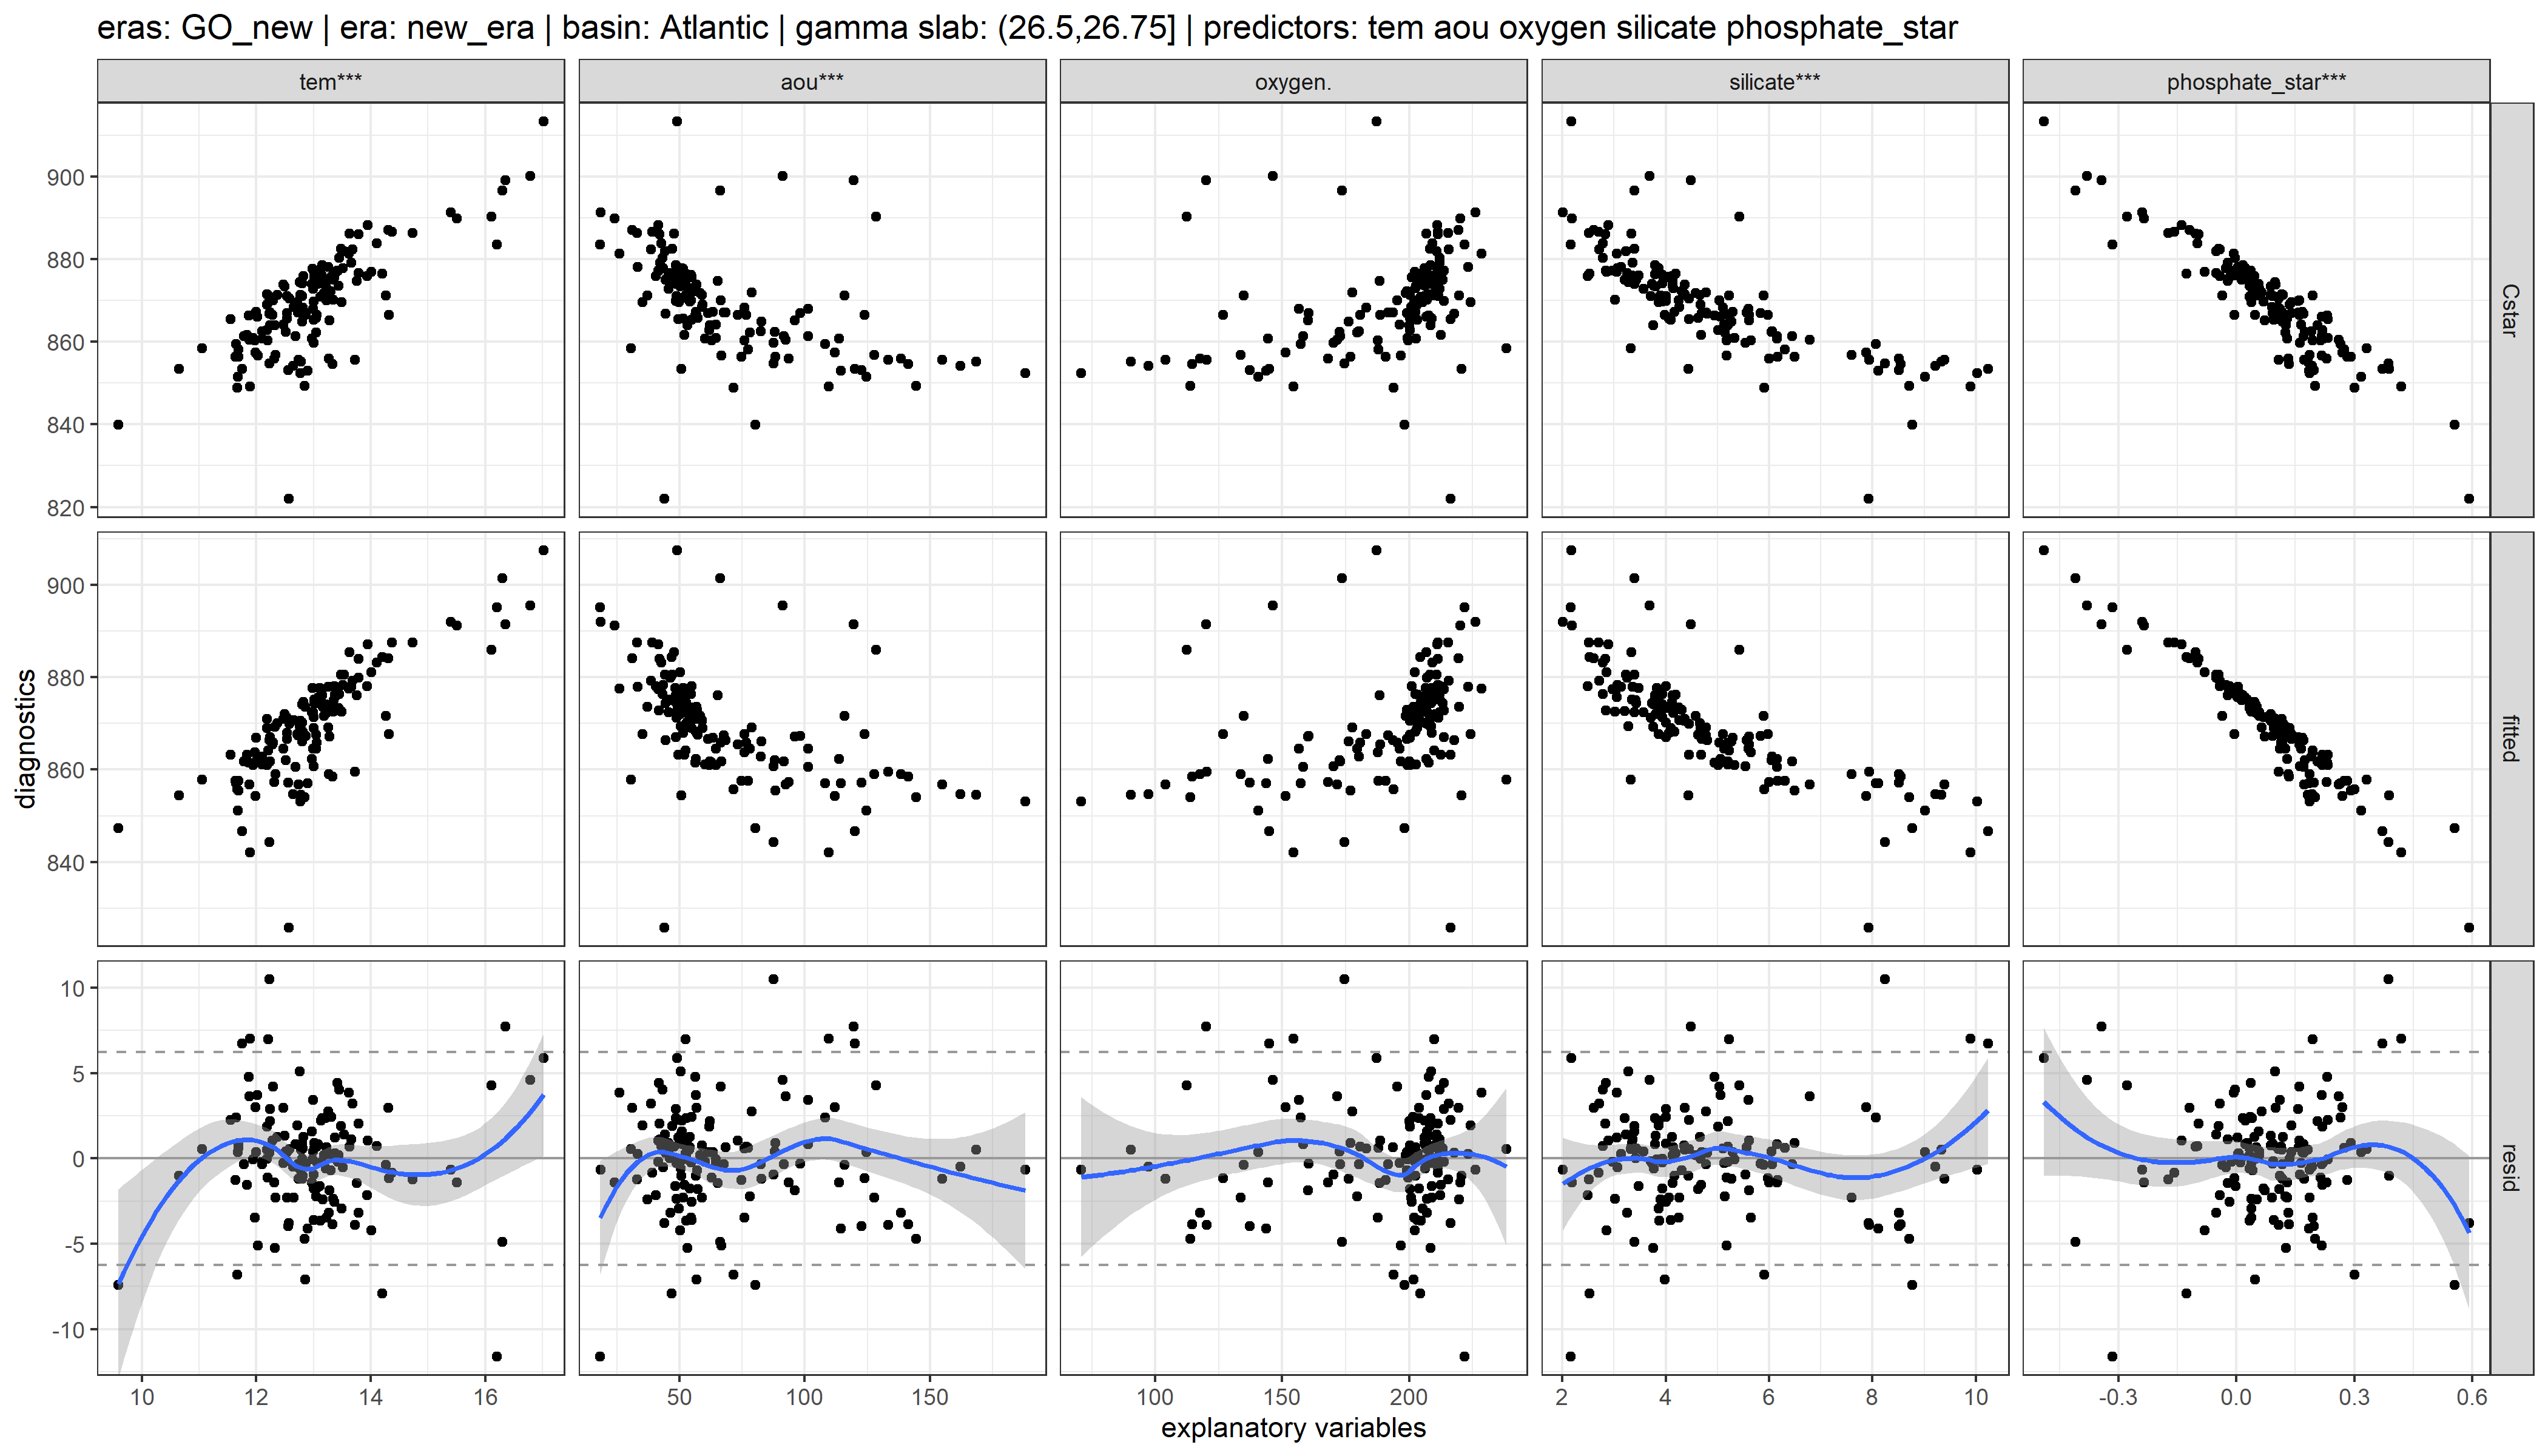 eras: GO_new | era: new_era | basin: Atlantic | gamma slab: (26.5,26.75] | predictors: tem aou oxygen silicate phosphate_star
tem*** aou*** oxygen. silicate*** phosphate_star***
900
880
860
840
820
Cstar
900
880
860
840
fitted
diagnostics
10
5
0
-5
-10
resid
10 12 14 16 50 100 150 100 150 200 2 4 6 8 10 -0.3 0.0 0.3 0.6
explanatory variables